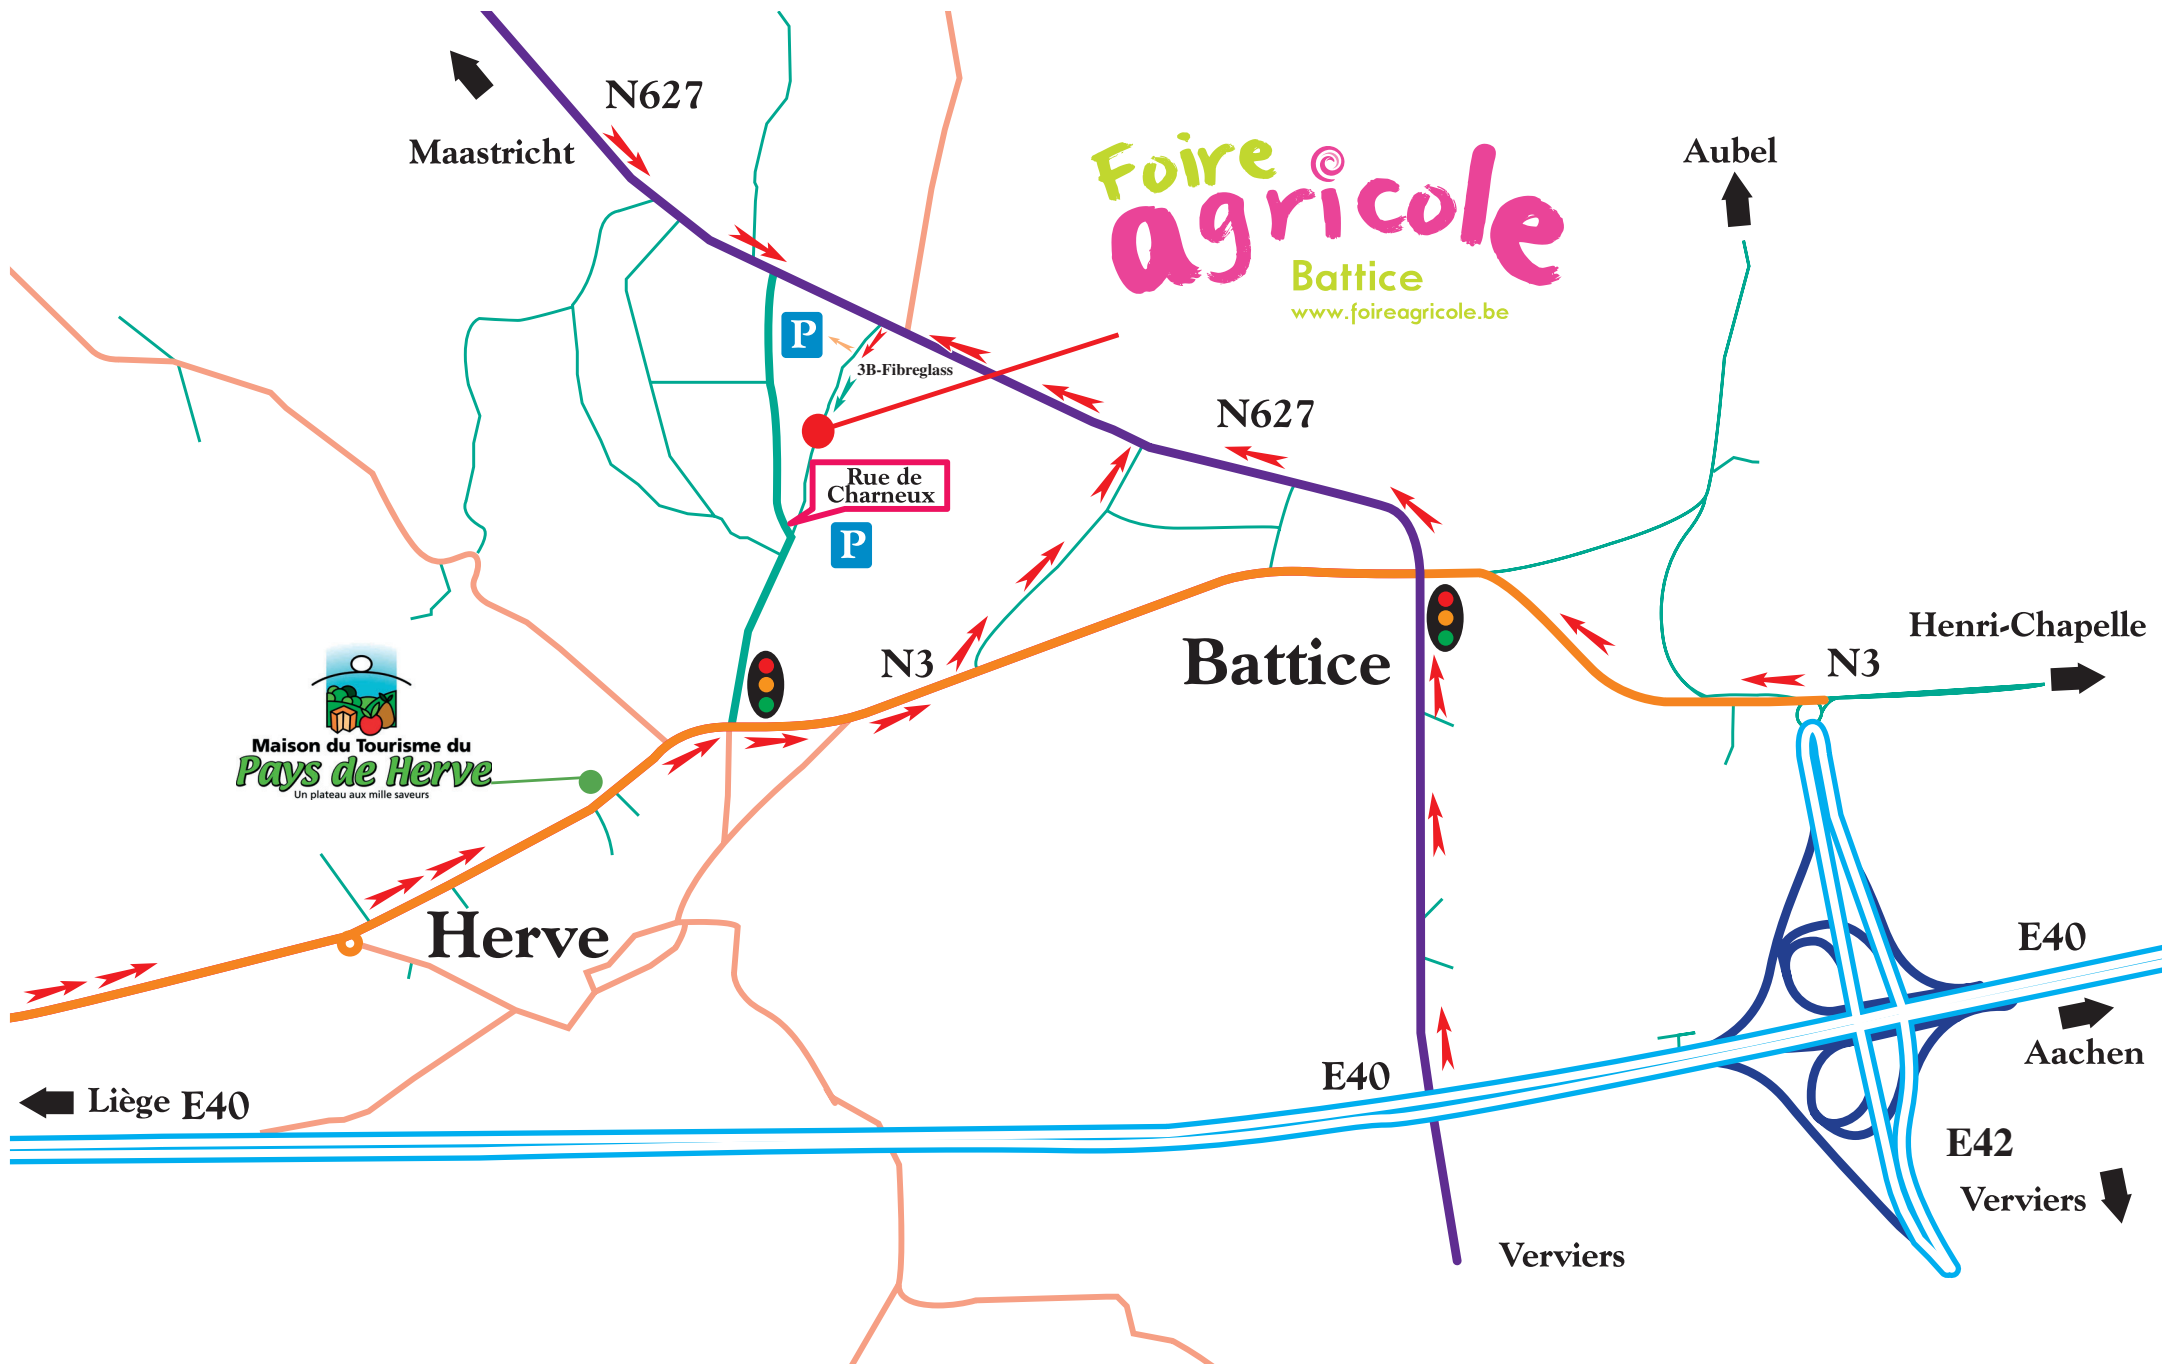 N627
Maastricht
Foire
agricole
Battice
www.foireagricole.be
Aubel
P
3B-Fibreglass
N627
Rue de
Charneux
P
Henri-Chapelle
N3
N3
Battice
Maison du Tourisme du
Pays de Herve
Un plateau aux mille saveurs
Herve
E40
Aachen
E40
Liège E40
E42
Verviers
Verviers